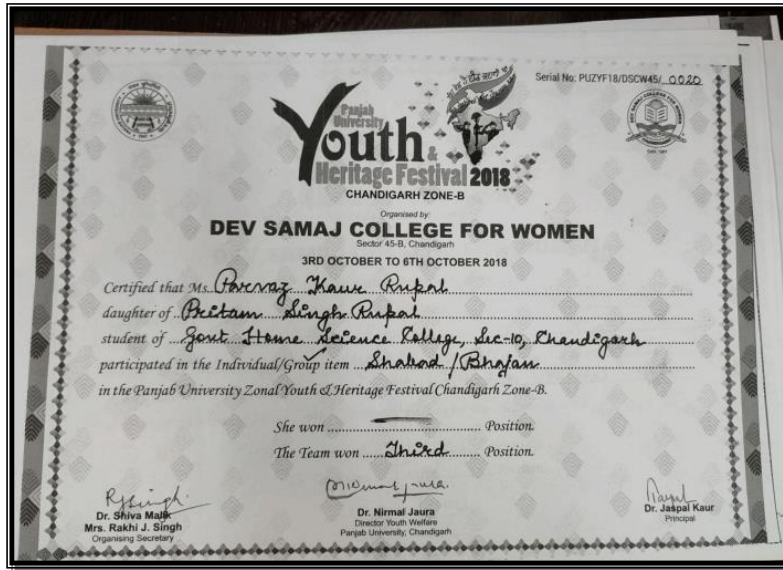 Serial No: PUZYF18/DSCW45/ 0020
Panjab
University
Youth &
Heritage Festival 2018
CHANDIGARH ZONE-B
Organised by:
DEV SAMAJ COLLEGE FOR WOMEN
Sector 45-B, Chandigarh
3RD OCTOBER TO 6TH OCTOBER 2018
Certified that Ms. Parvaz Kaur Rupal
daughter of Pritam Singh Rupal
student of Govt Home Science College, Sec-10, Chandigarh
participated in the Individual/Group item Shabad / Bhajan
in the Panjab University Zonal Youth & Heritage Festival Chandigarh Zone-B.
She won ........ Position.
The Team won ...... Third ........ Position.
Dr. Shiva Malik
Mrs. Rakhi J. Singh
Organising Secretary
Dr. Nirmal Jaura
Director Youth Welfare
Panjab University, Chandigarh
Dr. Jaspal Kaur
Principal